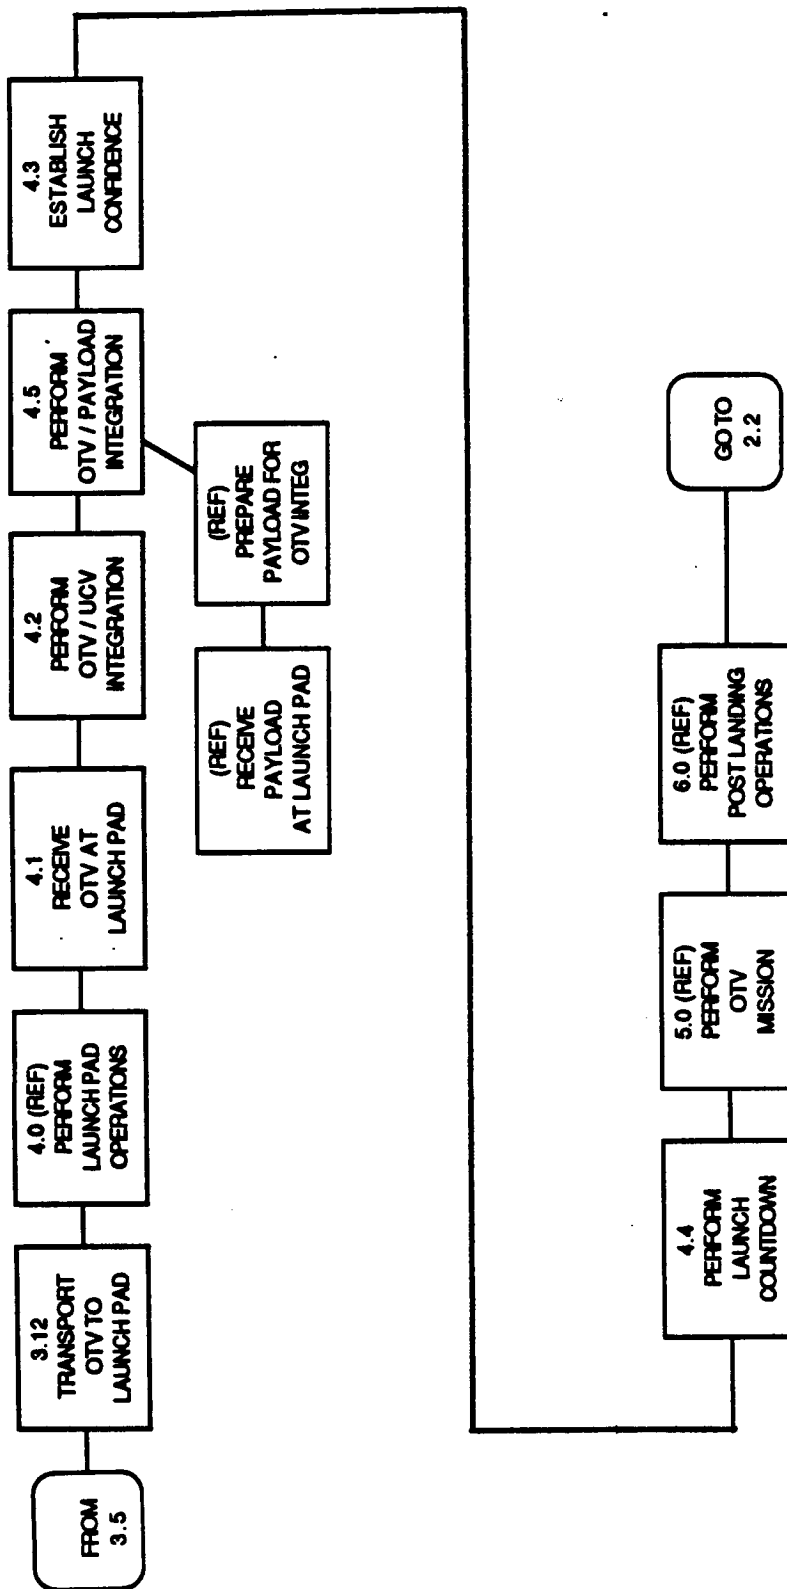 FROM
3.5
3.12
TRANSPORT
OTV TO
LAUNCH PAD
4.0 (REF)
PERFORM
LAUNCH PAD
OPERATIONS
4.1
RECEIVE
OTV AT
LAUNCH PAD
4.2
PERFORM
OTV / UCV
INTEGRATION
4.5
PERFORM
OTV / PAYLOAD
INTEGRATION
4.3
ESTABLISH
LAUNCH
CONFIDENCE
(REF)
RECEIVE
PAYLOAD
AT LAUNCH PAD
(REF)
PREPARE
PAYLOAD FOR
OTV INTEG
4.4
PERFORM
LAUNCH
COUNTDOWN
5.0 (REF)
PERFORM
OTV
MISSION
6.0 (REF)
PERFORM
POST LANDING
OPERATIONS
GO TO
2.2